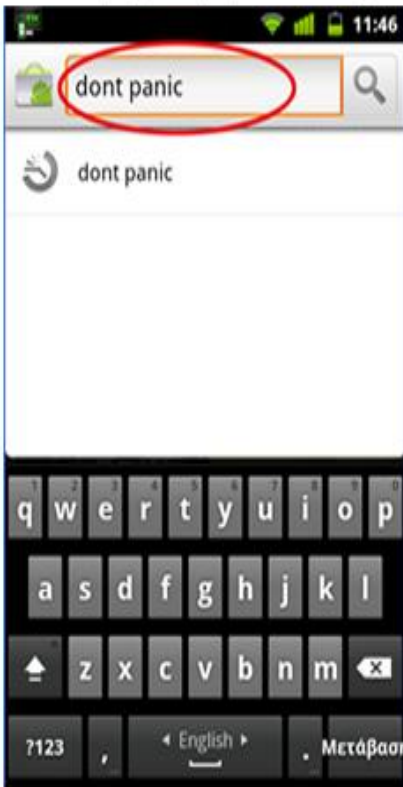 11:46
dont panic
dont panic
q w e r t y u i o p
a s d f g h j k l
z x c v b n m
?123 , English . Μετάβαση